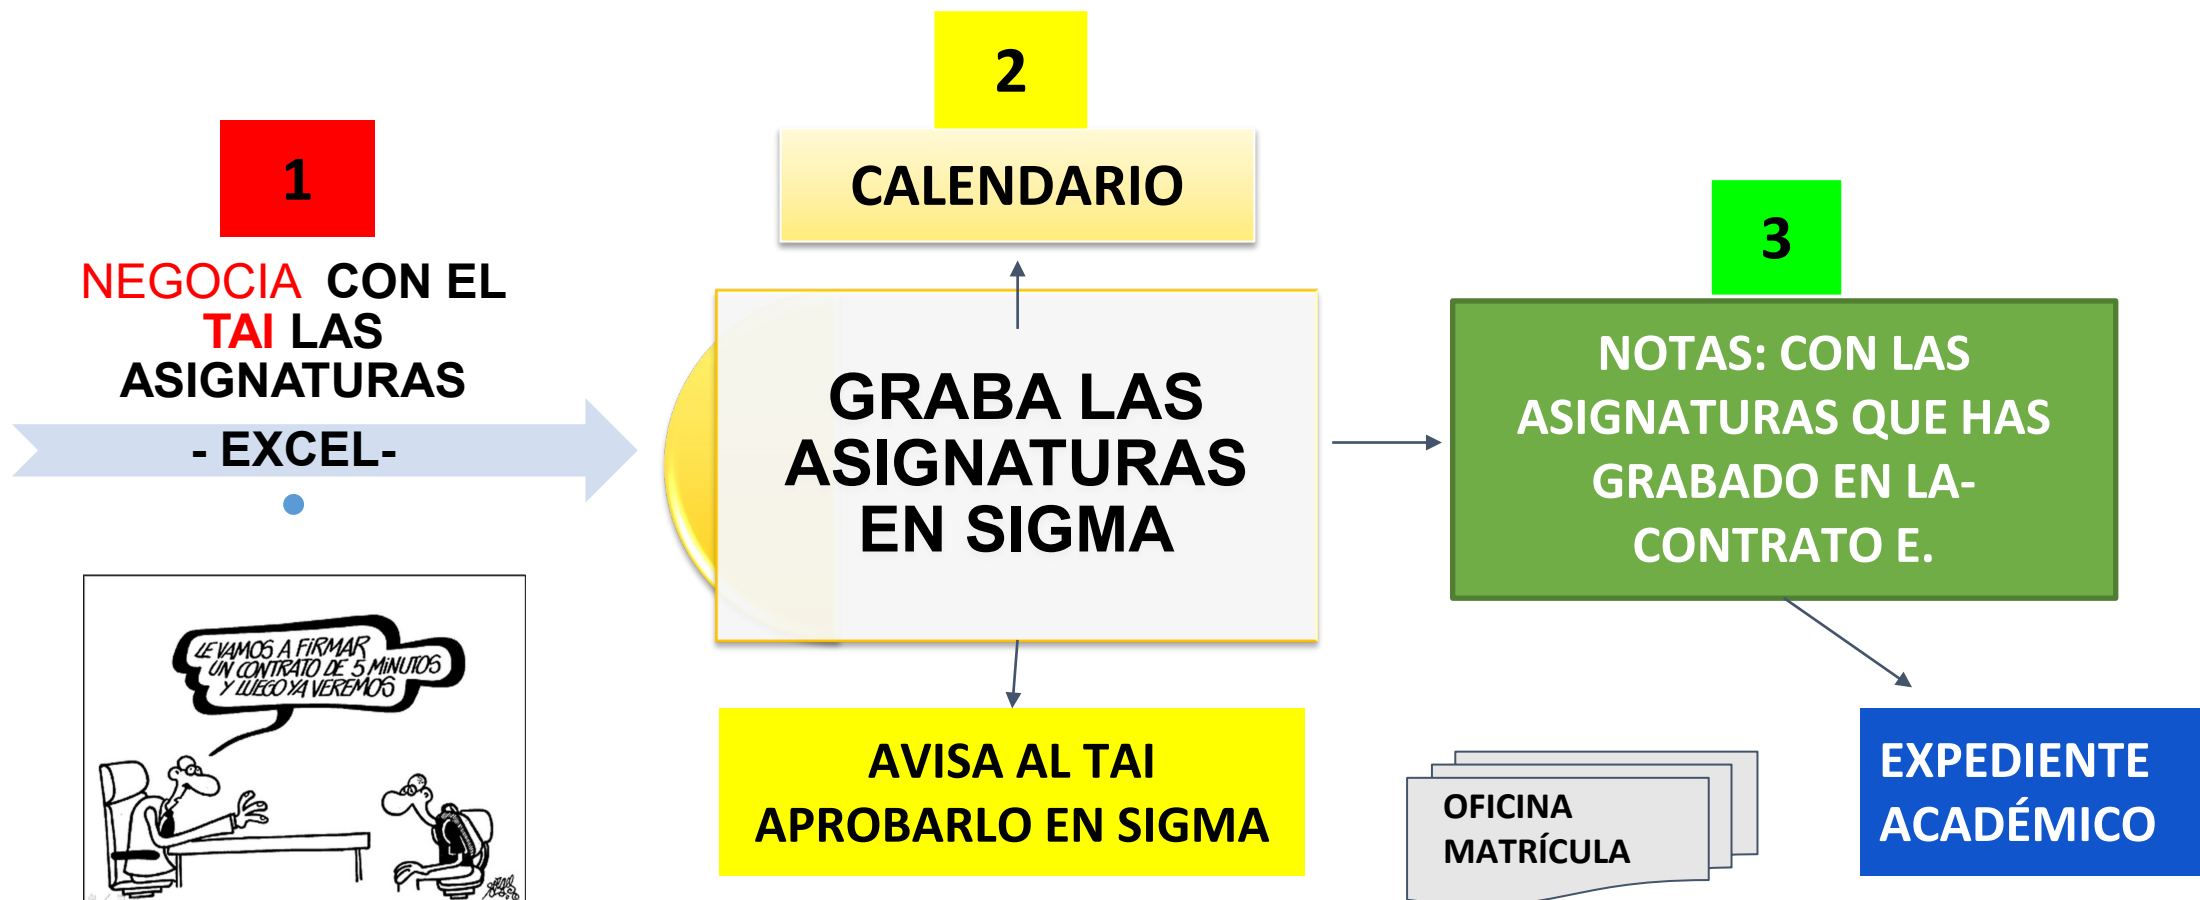 1
NEGOCIA CON EL
TAI LAS
ASIGNATURAS
- EXCEL-
LE VAMOS A FIRMAR
UN CONTRATO DE 5 MINUTOS
Y LUEGO YA VEREMOS
2
CALENDARIO
GRABA LAS
ASIGNATURAS
EN SIGMA
AVISA AL TAI
APROBARLO EN SIGMA
3
NOTAS: CON LAS
ASIGNATURAS QUE HAS
GRABADO EN LA-
CONTRATO E.
OFICINA
MATRÍCULA
EXPEDIENTE
ACADÉMICO